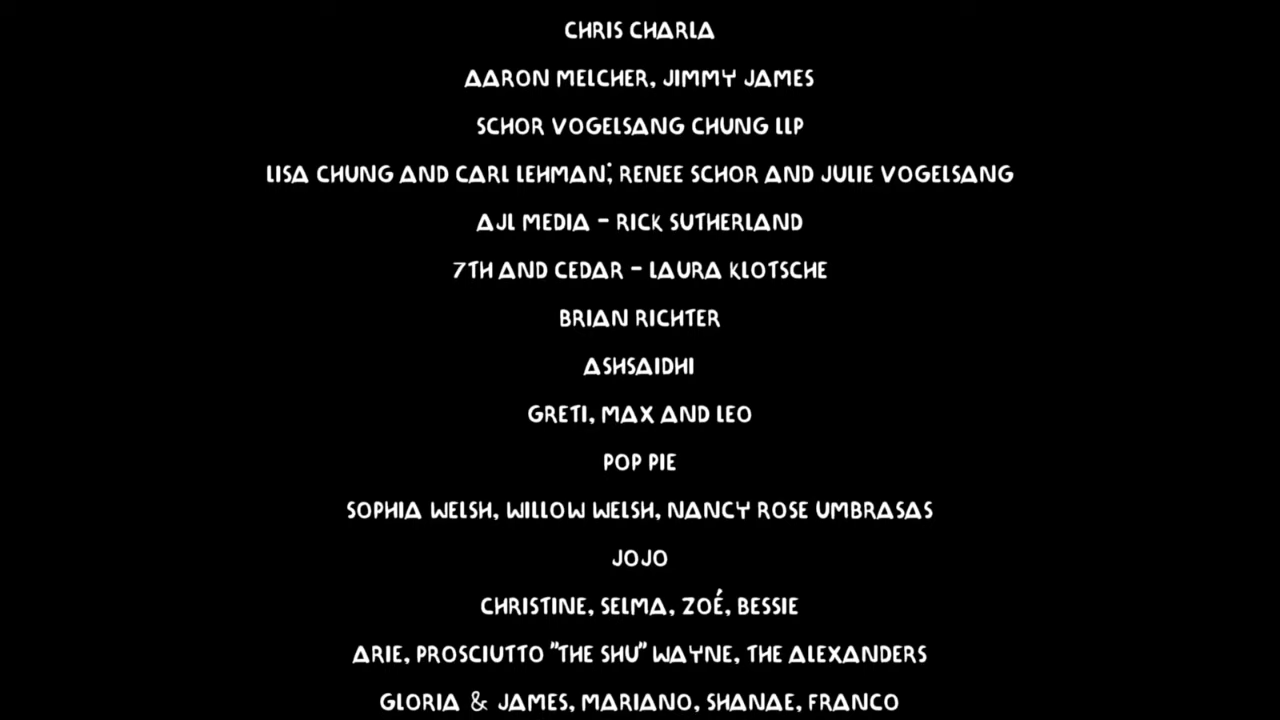 CHRIS CHARLA
AARON MELCHER, JIMMY JAMES
SCHOR VOGELSANG CHUNG LLP
LISA CHUNG AND CARL LEHMAN; RENEE SCHOR AND JULIE VOGELSANG
AJL MEDIA - RICK SUTHERLAND
7TH AND CEDAR - LAURA KLOTSCHE
BRIAN RICHTER
ASHSAIDHI
GRETI, MAX AND LEO
POP PIE
SOPHIA WELSH, WILLOW WELSH, NANCY ROSE UMBRASAS
JOJO
CHRISTINE, SELMA, ZOÉ, BESSIE
ARIE, PROSCIUTTO "THE SHU" WAYNE, THE ALEXANDERS
GLORIA & JAMES, MARIANO, SHANAE, FRANCO